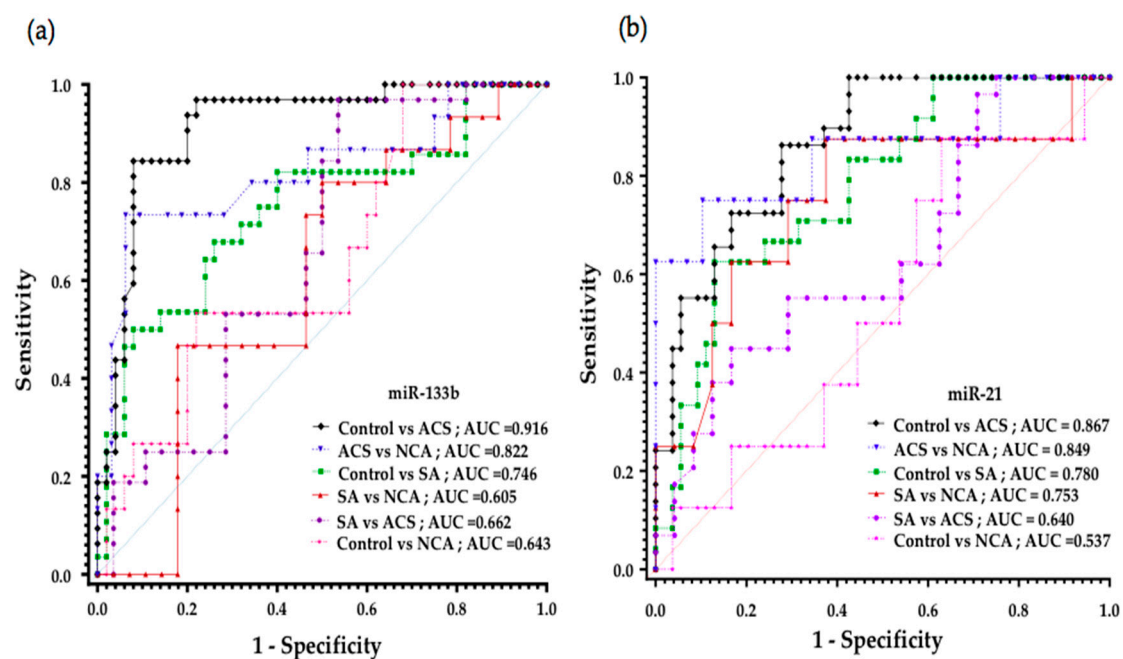 (a)
1.0
0.8
0.6
0.4
0.2
0.0
Sensitivity
miR-133b
Control vs ACS ; AUC =0.916
ACS vs NCA ; AUC =0.822
Control vs SA ; AUC =0.746
SA vs NCA ; AUC =0.605
SA vs ACS ; AUC =0.662
Control vs NCA ; AUC =0.643
0.0 0.2 0.4 0.6 0.8 1.0
1 - Specificity
(b)
1.0
0.8
0.6
0.4
0.2
0.0
Sensitivity
miR-21
Control vs ACS ; AUC =0.867
ACS vs NCA ; AUC =0.849
Control vs SA ; AUC = 0.780
SA vs NCA ; AUC = 0.753
SA vs ACS ; AUC = 0.640
Control vs NCA ; AUC =0.537
0.0 0.2 0.4 0.6 0.8 1.0
1 - Specificity